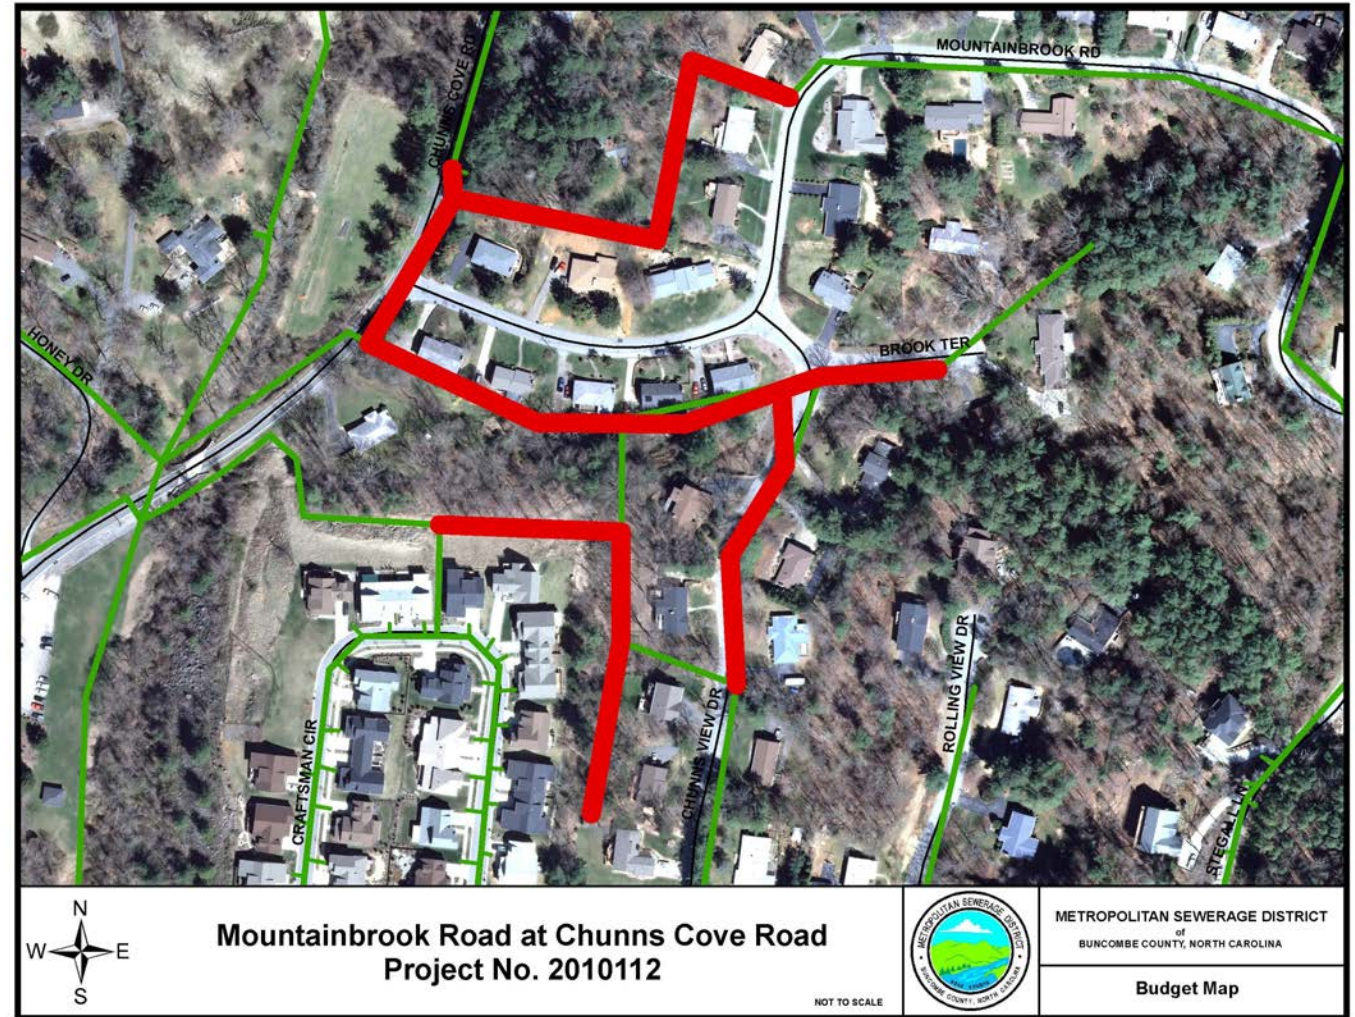 MOUNTAINBROOK RD
CHUNNS COVE RD
HONEY DR
BROOK TER
CRAFTSMAN CIR
CHUNNS VIEW DR
ROLLING VIEW DR
STEGALL LN
N
W E
S
Mountainbrook Road at Chunns Cove Road
Project No. 2010112
NOT TO SCALE
METROPOLITAN SEWERAGE DISTRICT
BUNCOMBE COUNTY, NORTH CAROLINA
METROPOLITAN SEWERAGE DISTRICT
of
BUNCOMBE COUNTY, NORTH CAROLINA
Budget Map